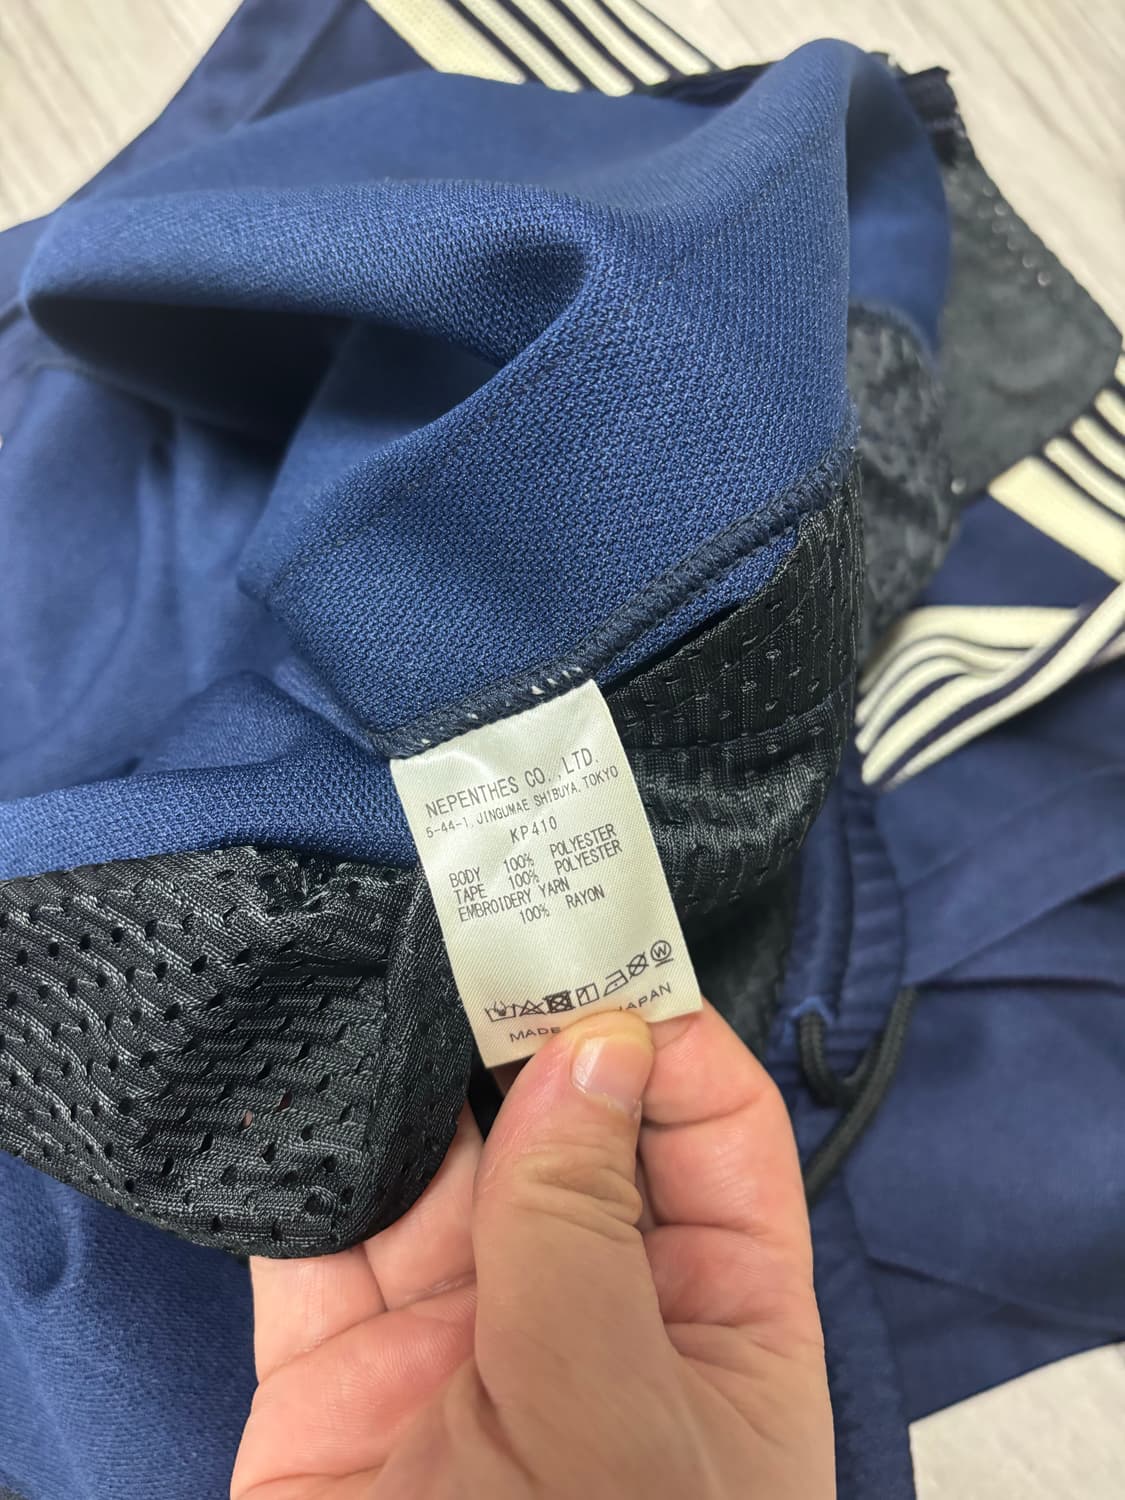 NEPENTHES CO.,LTD.
5-44-1, JINGUMAE SHIBUYA, TOKYO
KP410
BODY 100% POLYESTER
TAPE 100% POLYESTER
EMBROIDERY YARN
100% RAYON
W
MADE JAPAN